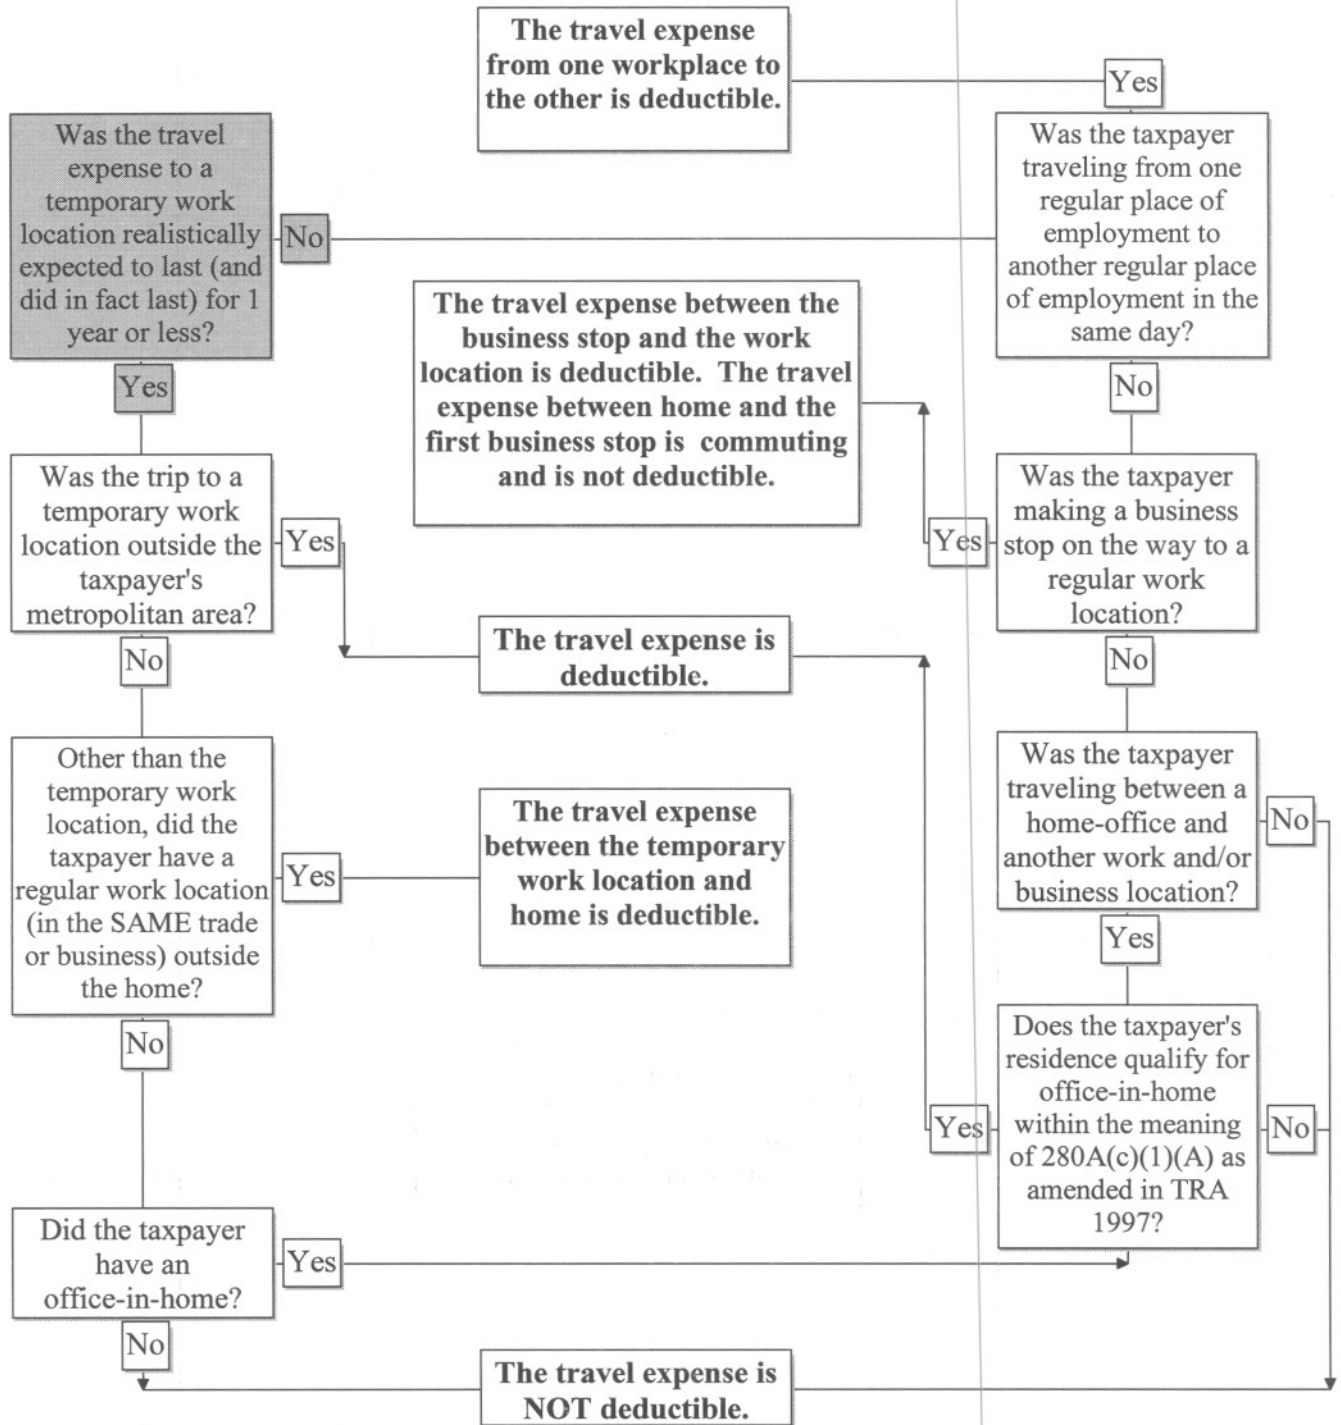 The travel expense
from one workplace to
the other is deductible.
Yes
Was the travel
expense to a
temporary work
location realistically
expected to last (and
did in fact last) for 1
year or less?
No
Yes
Was the taxpayer
traveling from one
regular place of
employment to
another regular place
of employment in the
same day?
No
The travel expense between the
business stop and the work
location is deductible. The travel
expense between home and the
first business stop is commuting
and is not deductible.
Was the trip to a
temporary work
location outside the
taxpayer's
metropolitan area?
Yes
No
Yes
Was the taxpayer
making a business
stop on the way to a
regular work
location?
No
The travel expense is
deductible.
Other than the
temporary work
location, did the
taxpayer have a
regular work location
(in the SAME trade
or business) outside
the home?
Yes
No
The travel expense
between the temporary
work location and
home is deductible.
Was the taxpayer
traveling between a
home-office and
another work and/or
business location?
No
Yes
Yes
Does the taxpayer's
residence qualify for
office-in-home
within the meaning
of 280A(c)(1)(A) as
amended in TRA
1997?
No
Did the taxpayer
have an
office-in-home?
Yes
No
The travel expense is
NOT deductible.